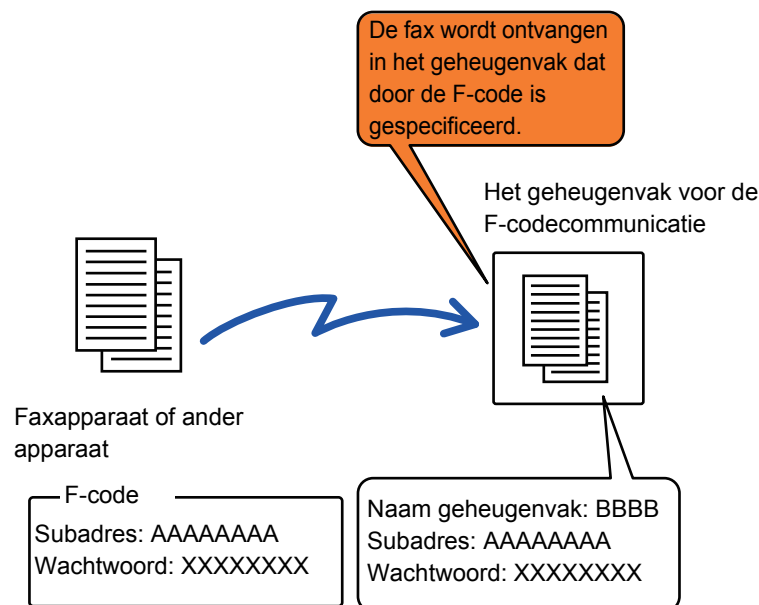 De fax wordt ontvangen
in het geheugenvak dat
door de F-code is
gespecificeerd.
Het geheugenvak voor de
F-codecommunicatie
Faxapparaat of ander
apparaat
F-code
Subadres: AAAAAAAA
Wachtwoord: XXXXXXXX
Naam geheugenvak: BBBB
Subadres: AAAAAAAA
Wachtwoord: XXXXXXXX